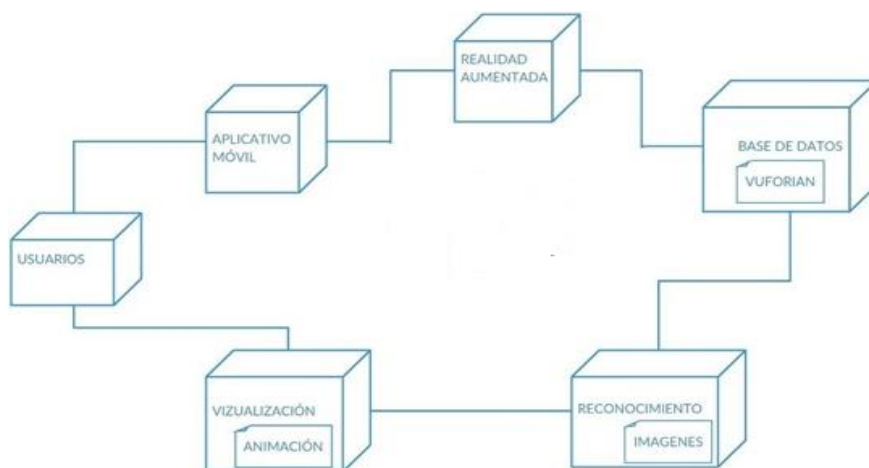 REALIDAD
AUMENTADA
APLICATIVO
MÓVIL
BASE DE DATOS
VUFORIAN
USUARIOS
VIZUALIZACIÓN
ANIMACIÓN
RECONOCIMIENTO
IMAGENES